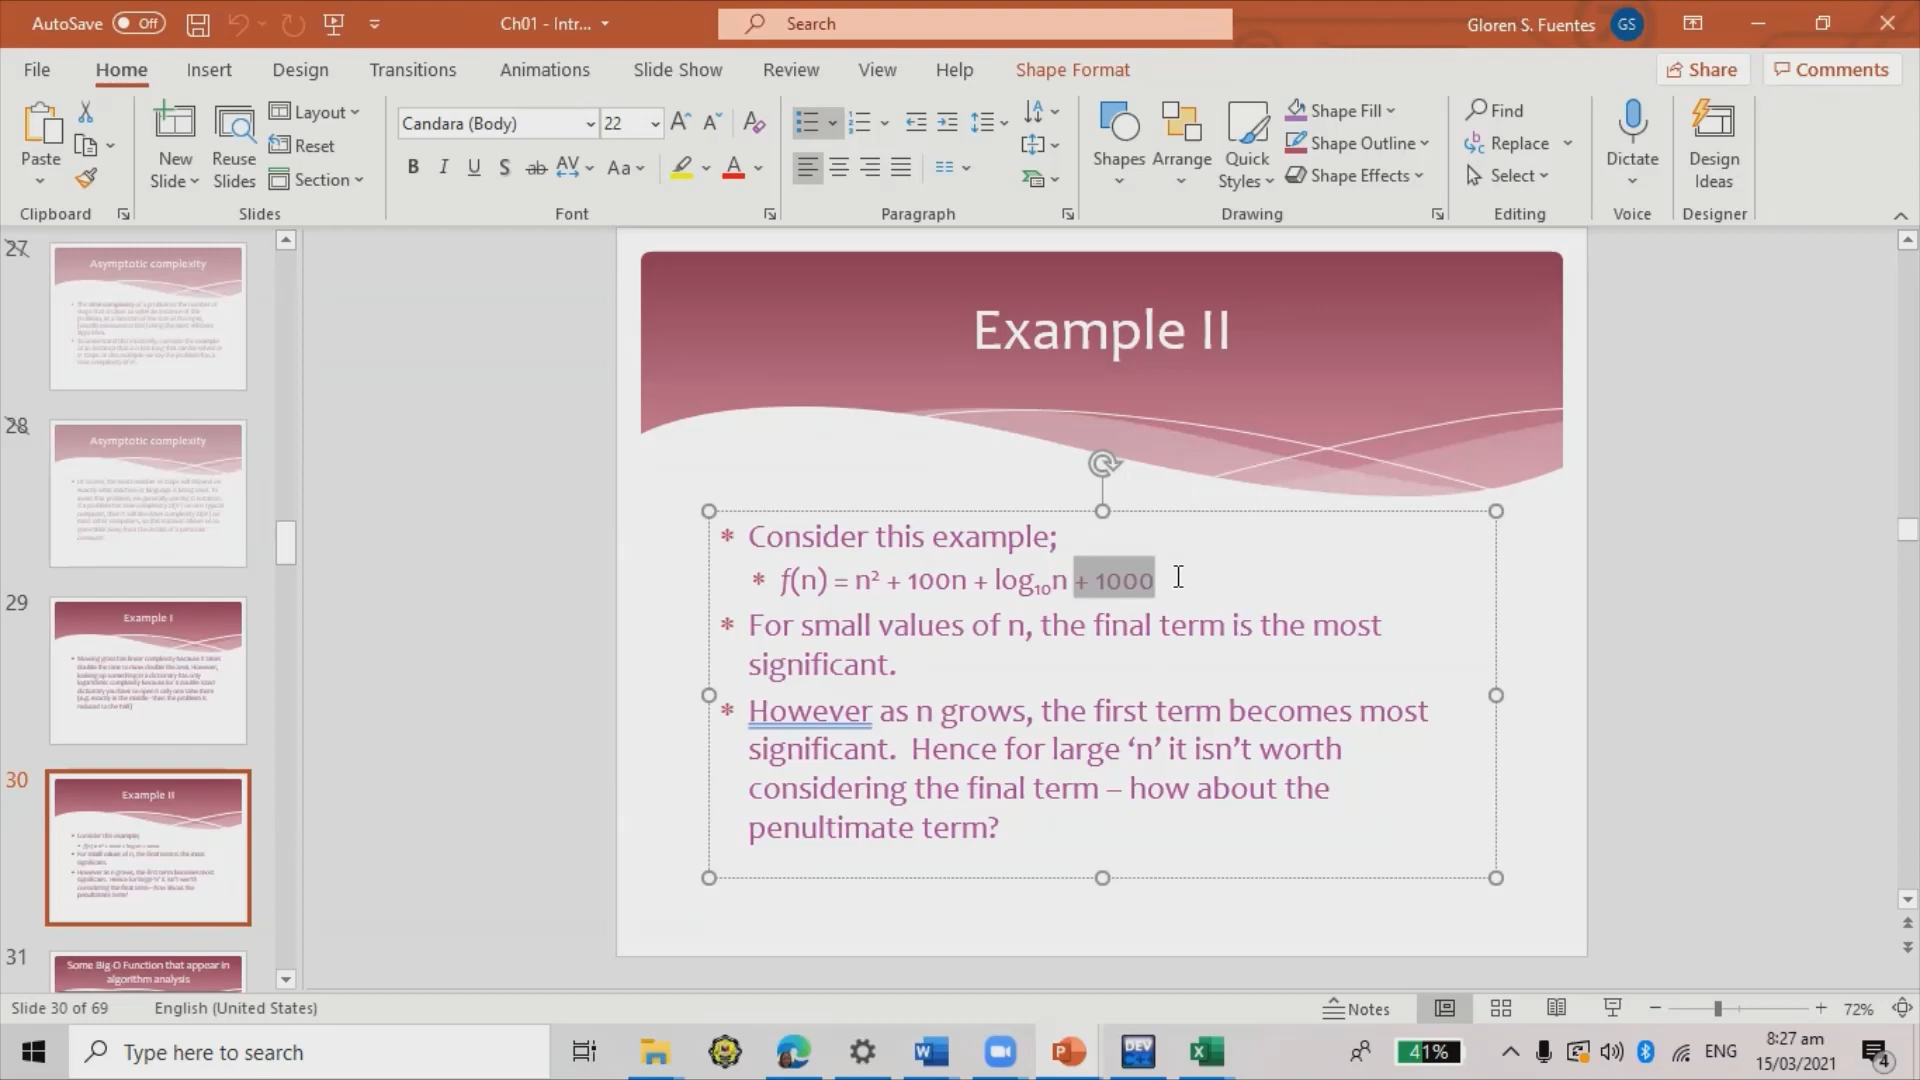 AutoSave Off Ch01 - Intr... Search Gloren S. Fuentes GS
File Home Insert Design Transitions Animations Slide Show Review View Help Shape Format Share Comments
Paste New Slide Reuse Slides Layout Reset Section
Candara (Body) 22
B I U S ab AV Aa A
Shapes Arrange Quick Styles Shape Fill Shape Outline Shape Effects
Find Replace Select Dictate Design Ideas
Clipboard Slides Font Paragraph Drawing Editing Voice Designer
27
Asymptotic complexity
28
Asymptotic complexity
29
Example I
30
Example II
31
Some Big-O Function that appear in
algorithm analysis
Example II
* Consider this example;
* f(n) = n² + 100n + log₁₀n + 1000
* For small values of n, the final term is the most
significant.
* However as n grows, the first term becomes most
significant. Hence for large ‘n’ it isn’t worth
considering the final term – how about the
penultimate term?
Slide 30 of 69 English (United States) Notes 72%
Type here to search W P DEV X 41% ENG 8:27 am
15/03/2021 4